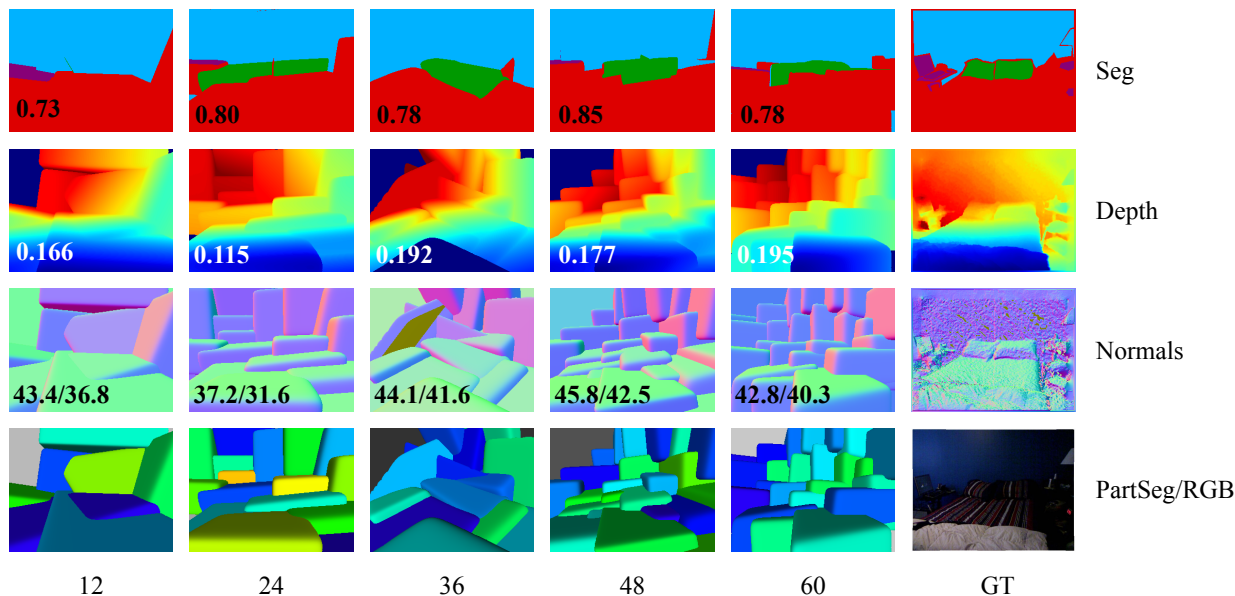 0.73 0.80 0.78 0.85 0.78 Seg
0.166 0.115 0.192 0.177 0.195 Depth
43.4/36.8 37.2/31.6 44.1/41.6 45.8/42.5 42.8/40.3 Normals
PartSeg/RGB
12 24 36 48 60 GT